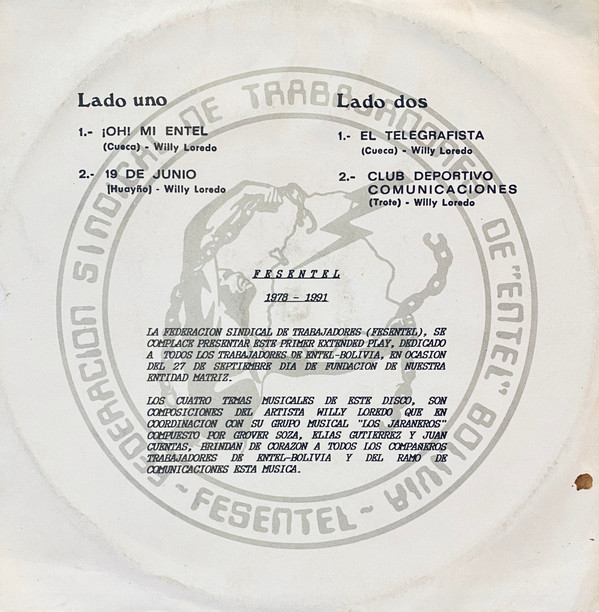 Lado uno
1.- ¡OH! MI ENTEL
(Cueca) - Willy Loredo
2.- 19 DE JUNIO
(Huayño) - Willy Loredo
Lado dos
1.- EL TELEGRAFISTA
(Cueca) - Willy Loredo
2.- CLUB DEPORTIVO
COMUNICACIONES
(Trote) - Willy Loredo
FESENTEL
1978 - 1991
LA FEDERACION SINDICAL DE TRABAJADORES (FESENTEL), SE
COMPLACE PRESENTAR ESTE PRIMER EXTENDED PLAY, DEDICADO
A TODOS LOS TRABAJADORES DE ENTEL-BOLIVIA, EN OCASION
DEL 27 DE SEPTIEMBRE DIA DE FUNDACION DE NUESTRA
ENTIDAD MATRIZ.
LOS CUATRO TEMAS MUSICALES DE ESTE DISCO, SON
COMPOSICIONES DEL ARTISTA WILLY LOREDO QUE EN
COORDINACION CON SU GRUPO MUSICAL "LOS JARANEROS"
COMPUESTO POR GROVER SOZA, ELIAS GUTIERREZ Y JUAN
CUENTAS, BRINDAN DE CORAZON A TODOS LOS COMPAÑEROS
TRABAJADORES DE ENTEL-BOLIVIA Y DEL RAMO DE
COMUNICACIONES ESTA MUSICA.
FEDERACION SINDICAL DE TRABAJADORES DE "ENTEL" BOLIVIA
~ FESENTEL ~